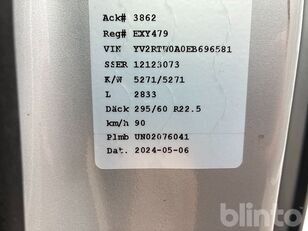 Ack# 3862
Reg# EXY479
VIN YV2RTW0A0EB696581
SSER 12123073
K/W 5271/5271
L 2833
Däck 295/60 R22.5
km/h 90
Plmb UN02076041
Dat. 2024-05-06
blinto